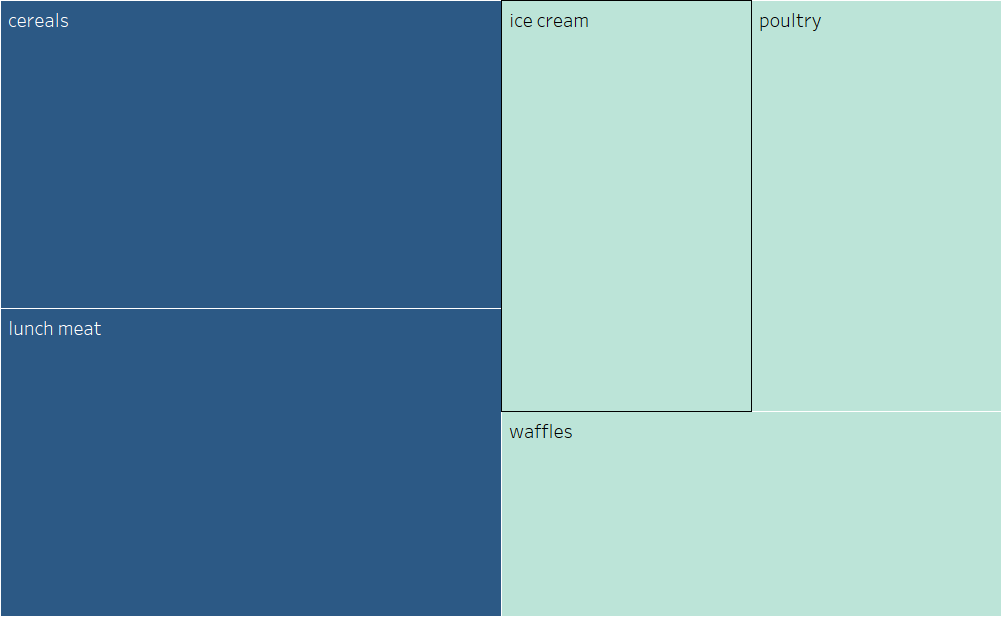 cereals
ice cream
poultry
lunch meat
waffles